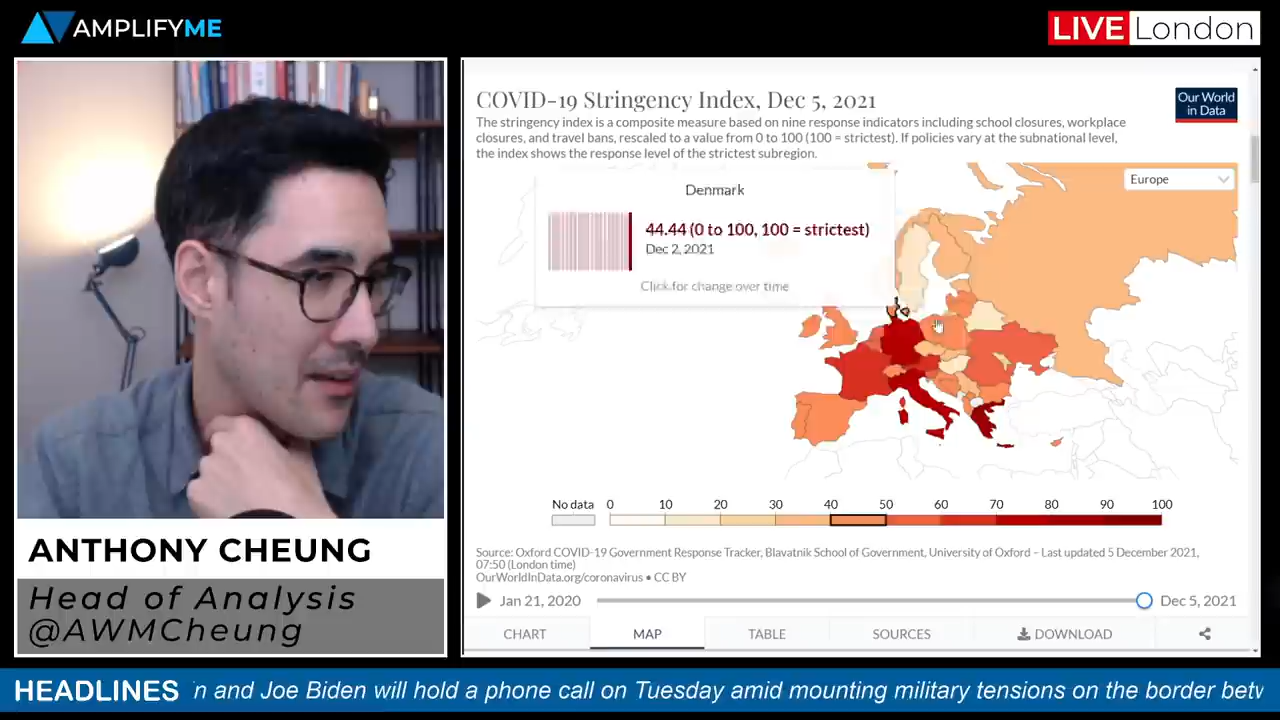 AMPLIFYME
LIVE London
COVID-19 Stringency Index, Dec 5, 2021
The stringency index is a composite measure based on nine response indicators including school closures, workplace
closures, and travel bans, rescaled to a value from 0 to 100 (100 = strictest). If policies vary at the subnational level,
the index shows the response level of the strictest subregion.
Our World
in Data
Europe
Denmark
44.44 (0 to 100, 100 = strictest)
Dec 2, 2021
Click for change over time
No data 0 10 20 30 40 50 60 70 80 90 100
Source: Oxford COVID-19 Government Response Tracker, Blavatnik School of Government, University of Oxford – Last updated 5 December 2021,
07:50 (London time)
OurWorldInData.org/coronavirus • CC BY
Jan 21, 2020
Dec 5, 2021
CHART MAP TABLE SOURCES DOWNLOAD
ANTHONY CHEUNG
Head of Analysis
@AWMCheung
HEADLINES 'n and Joe Biden will hold a phone call on Tuesday amid mounting military tensions on the border betw